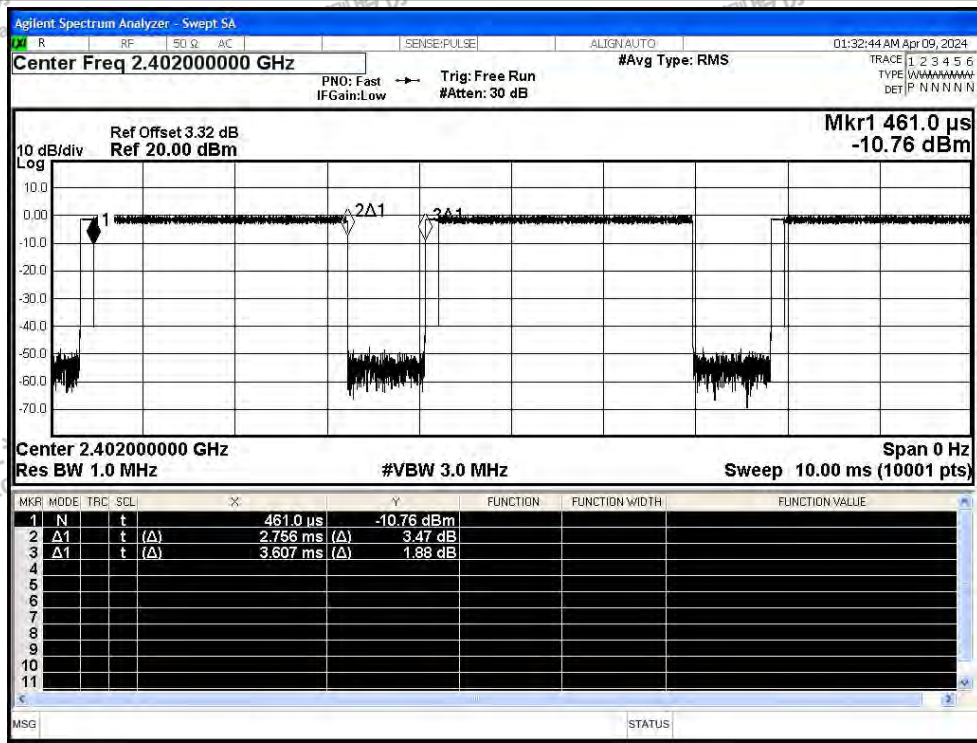 Agilent Spectrum Analyzer - Swept SA
R RF 50 Ω AC SENSE:PULSE ALIGN AUTO 01:32:44 AM Apr 09, 2024
Center Freq 2.402000000 GHz #Avg Type: RMS TRACE 1 2 3 4 5 6
PNO: Fast Trig: Free Run TYPE WWWWWW
IFGain:Low #Atten: 30 dB DET P N N N N N
Mkr1 461.0 µs
Ref Offset 3.32 dB
10 dB/div Ref 20.00 dBm -10.76 dBm
Log
10.0
0.00
1 2Δ1 3Δ1
-10.0
-20.0
-30.0
-40.0
-50.0
-60.0
-70.0
Center 2.402000000 GHz Span 0 Hz
Res BW 1.0 MHz #VBW 3.0 MHz Sweep 10.00 ms (10001 pts)
MKR MODE TRC SCL X Y FUNCTION FUNCTION WIDTH FUNCTION VALUE
1 N t 461.0 µs -10.76 dBm
2 Δ1 t (Δ) 2.756 ms (Δ) 3.47 dB
3 Δ1 t (Δ) 3.607 ms (Δ) 1.88 dB
4
5
6
7
8
9
10
11
MSG STATUS